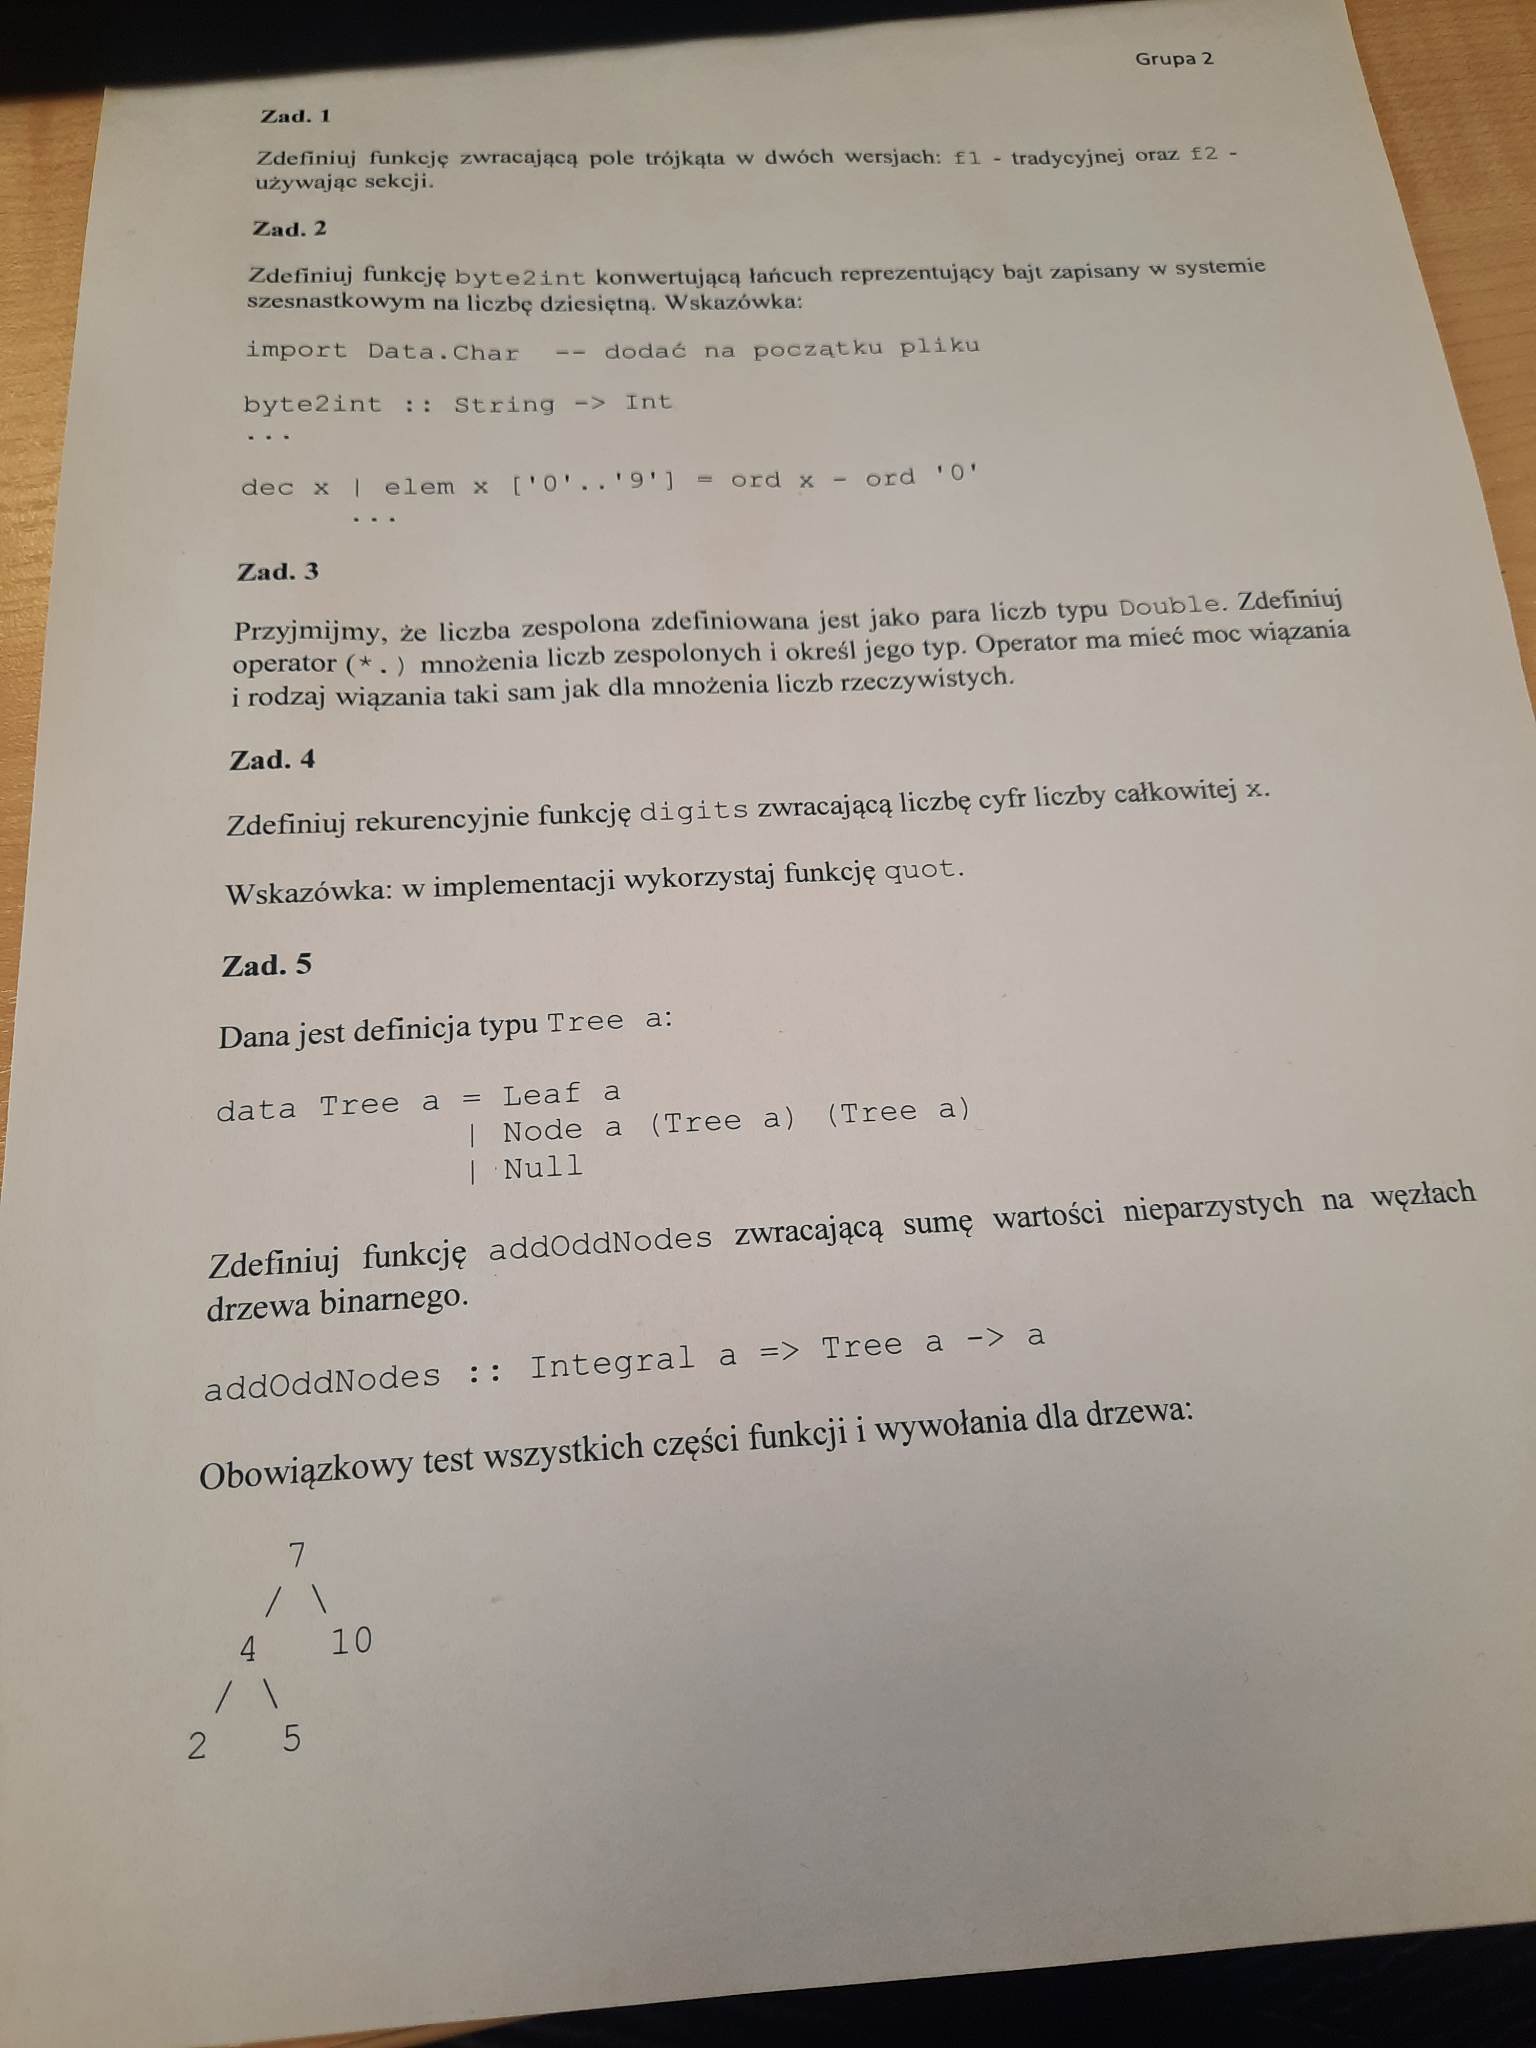 Grupa 2
Zad. 1
Zdefiniuj funkcję zwracającą pole trójkąta w dwóch wersjach: f1 - tradycyjnej oraz f2 -
używając sekcji.
Zad. 2
Zdefiniuj funkcję byte2int konwertującą łańcuch reprezentujący bajt zapisany w systemie
szesnastkowym na liczbę dziesiętną. Wskazówka:
import Data.Char -- dodać na początku pliku
byte2int :: String -> Int
...
dec x | elem x ['0'..'9'] = ord x - ord '0'
...
Zad. 3
Przyjmijmy, że liczba zespolona zdefiniowana jest jako para liczb typu Double. Zdefiniuj
operator (*.) mnożenia liczb zespolonych i określ jego typ. Operator ma mieć moc wiązania
i rodzaj wiązania taki sam jak dla mnożenia liczb rzeczywistych.
Zad. 4
Zdefiniuj rekurencyjnie funkcję digits zwracającą liczbę cyfr liczby całkowitej x.
Wskazówka: w implementacji wykorzystaj funkcję quot.
Zad. 5
Dana jest definicja typu Tree a:
data Tree a = Leaf a
| Node a (Tree a) (Tree a)
| Null
Zdefiniuj funkcję addOddNodes zwracającą sumę wartości nieparzystych na węzłach
drzewa binarnego.
addOddNodes :: Integral a => Tree a -> a
Obowiązkowy test wszystkich części funkcji i wywołania dla drzewa:
7
/ \
4 10
/ \
2 5